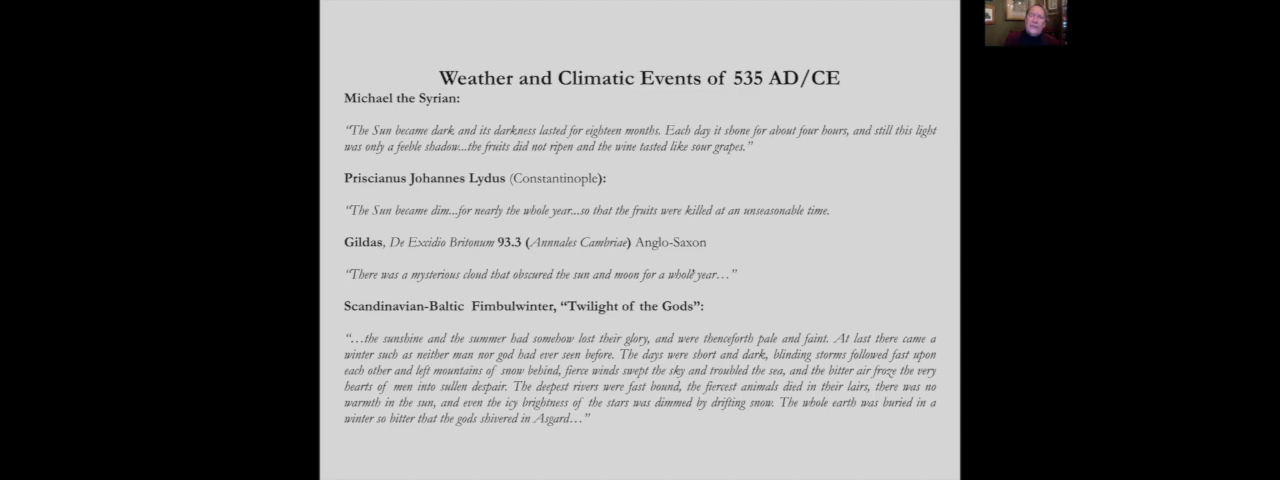 Weather and Climatic Events of 535 AD/CE
Michael the Syrian:
“The Sun became dark and its darkness lasted for eighteen months. Each day it shone for about four hours, and still this light
was only a feeble shadow...the fruits did not ripen and the wine tasted like sour grapes.”
Priscianus Johannes Lydus (Constantinople):
“The Sun became dim...for nearly the whole year...so that the fruits were killed at an unseasonable time.
Gildas, De Excidio Britonum 93.3 (Annnales Cambriae) Anglo-Saxon
“There was a mysterious cloud that obscured the sun and moon for a whole year…”
Scandinavian-Baltic Fimbulwinter, “Twilight of the Gods”:
“…the sunshine and the summer had somehow lost their glory, and were thenceforth pale and faint. At last there came a
winter such as neither man nor god had ever seen before. The days were short and dark, blinding storms followed fast upon
each other and left mountains of snow behind, fierce winds swept the sky and troubled the sea, and the bitter air froze the very
hearts of men into sullen despair. The deepest rivers were fast bound, the fiercest animals died in their lairs, there was no
warmth in the sun, and even the icy brightness of the stars was dimmed by drifting snow. The whole earth was buried in a
winter so bitter that the gods shivered in Asgard…”